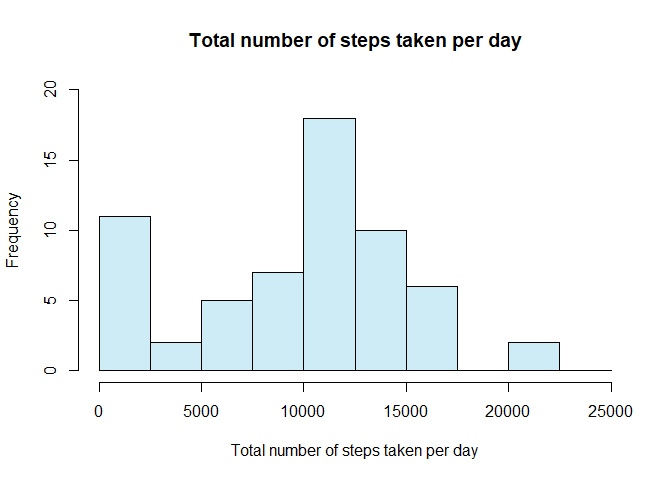 Total number of steps taken per day
Frequency
20
15
10
5
0
0 5000 10000 15000 20000 25000
Total number of steps taken per day